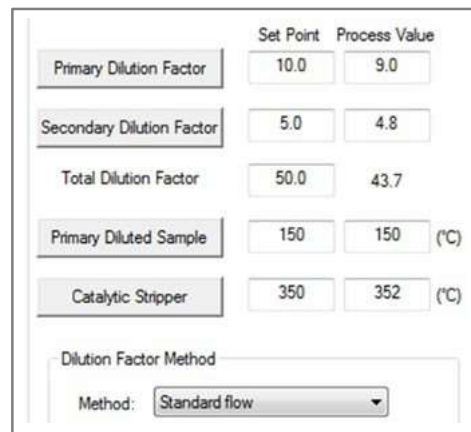 Set Point Process Value
Primary Dilution Factor 10.0 9.0
Secondary Dilution Factor 5.0 4.8
Total Dilution Factor 50.0 43.7
Primary Diluted Sample 150 150 (°C)
Catalytic Stripper 350 352 (°C)
Dilution Factor Method
Method: Standard flow